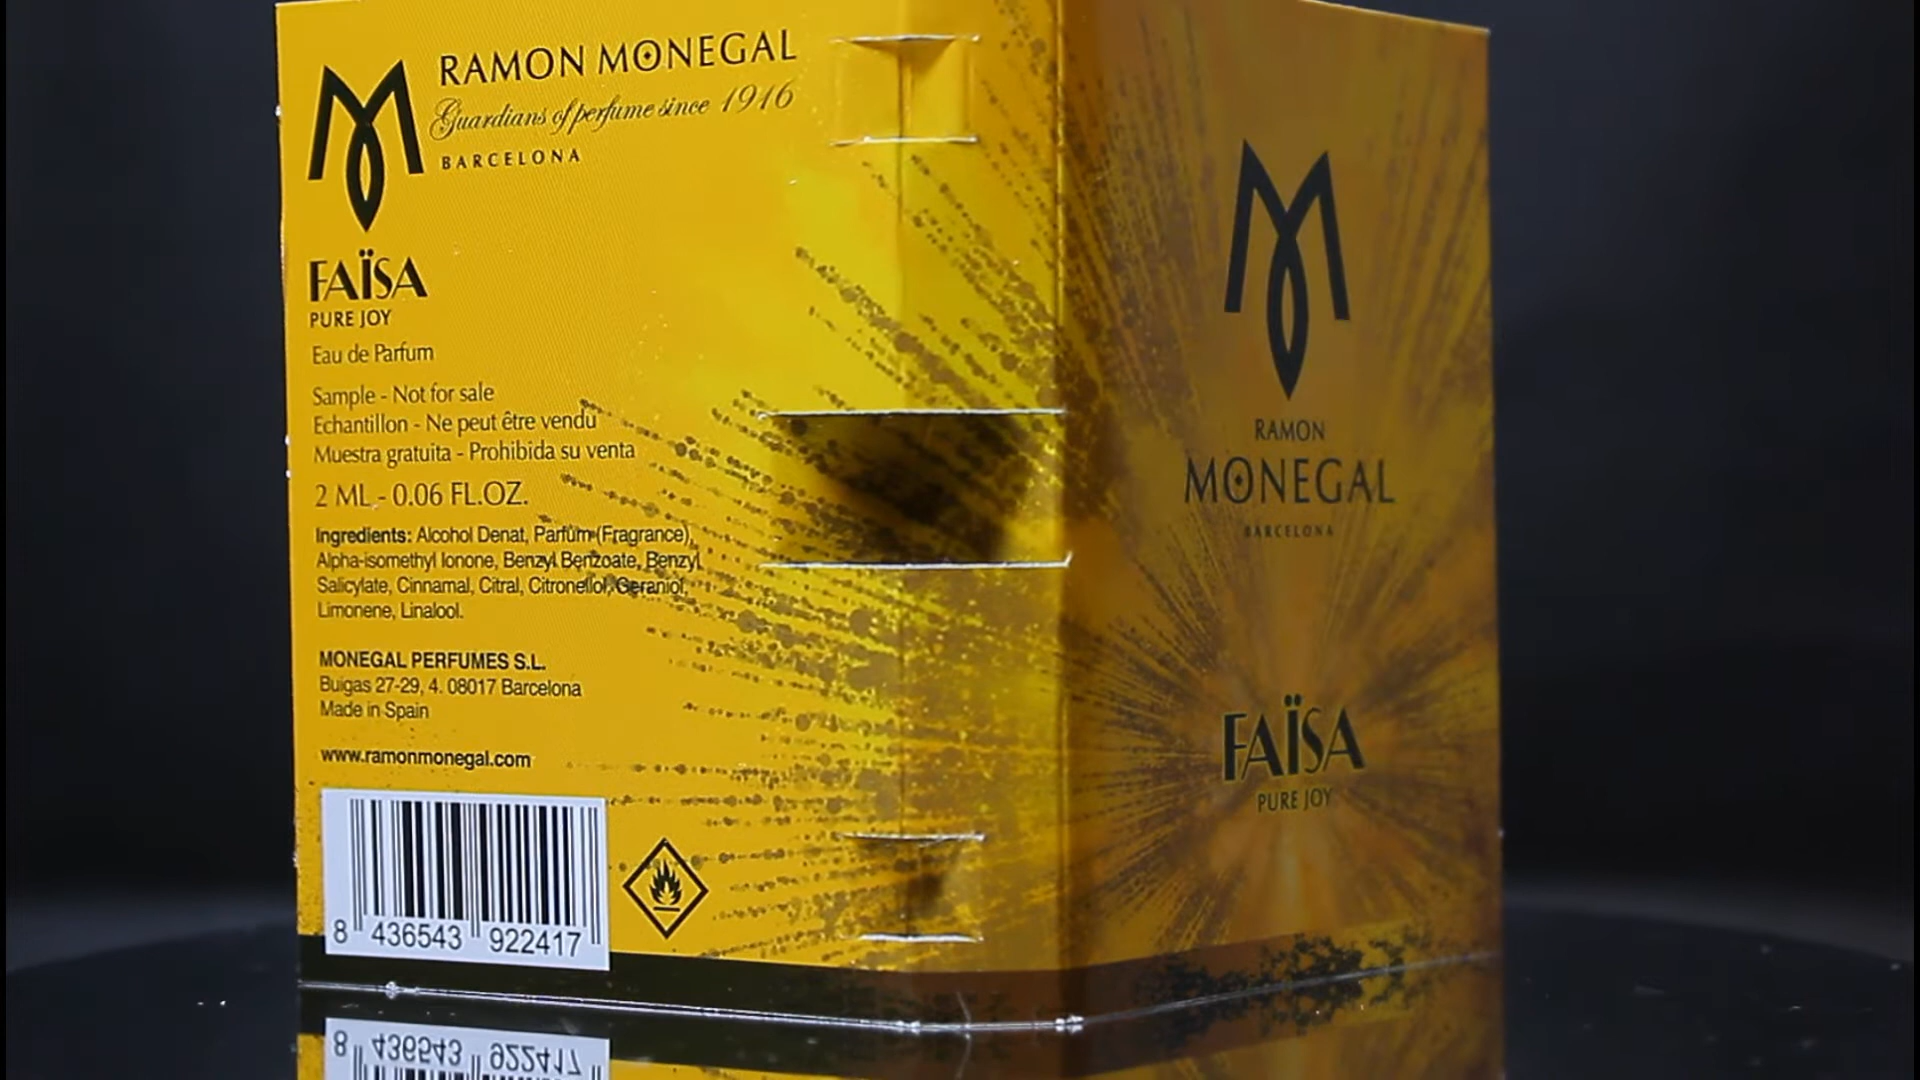 RAMON MONEGAL
Guardians of perfume since 1916
BARCELONA
FAÏSA
PURE JOY
Eau de Parfum
Sample - Not for sale
Echantillon - Ne peut être vendu
Muestra gratuita - Prohibida su venta
2 ML - 0.06 FL.OZ.
Ingredients: Alcohol Denat, Parfum (Fragrance),
Alpha-isomethyl Ionone, Benzyl Benzoate, Benzyl
Salicylate, Cinnamal, Citral, Citronellol, Geraniol,
Limonene, Linalool.
MONEGAL PERFUMES S.L.
Buigas 27-29, 4. 08017 Barcelona
Made in Spain
www.ramonmonegal.com
8 436543 922417
RAMON
MONEGAL
BARCELONA
FAÏSA
PURE JOY